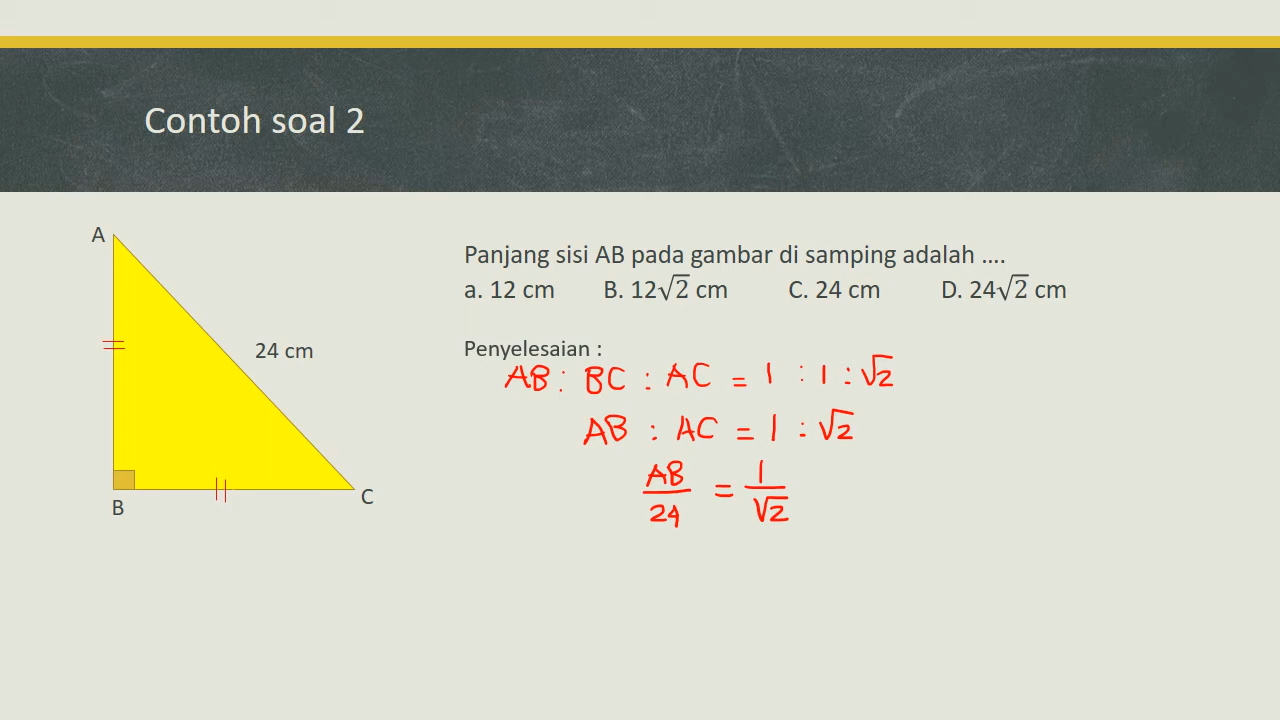 Contoh soal 2
A
24 cm
B
C
Panjang sisi AB pada gambar di samping adalah ....
a. 12 cm B. 12√2 cm C. 24 cm D. 24√2 cm
Penyelesaian :
AB : BC : AC = 1 : 1 : √2
AB : AC = 1 : √2
AB/24 = 1/√2